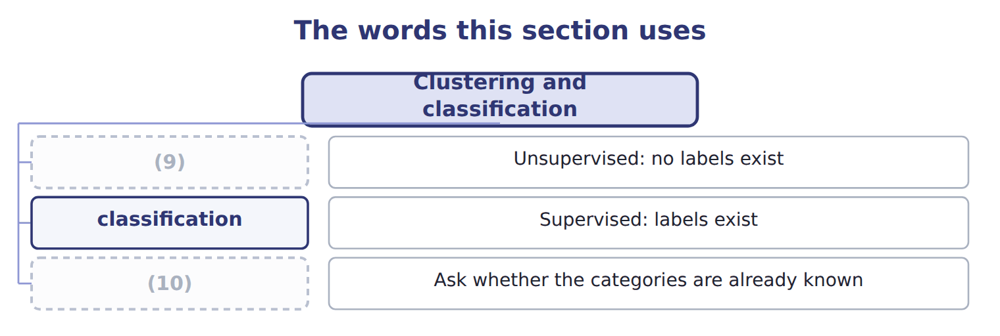 The words this section uses
Clustering and
classification
(9)
Unsupervised: no labels exist
classification
Supervised: labels exist
(10)
Ask whether the categories are already known